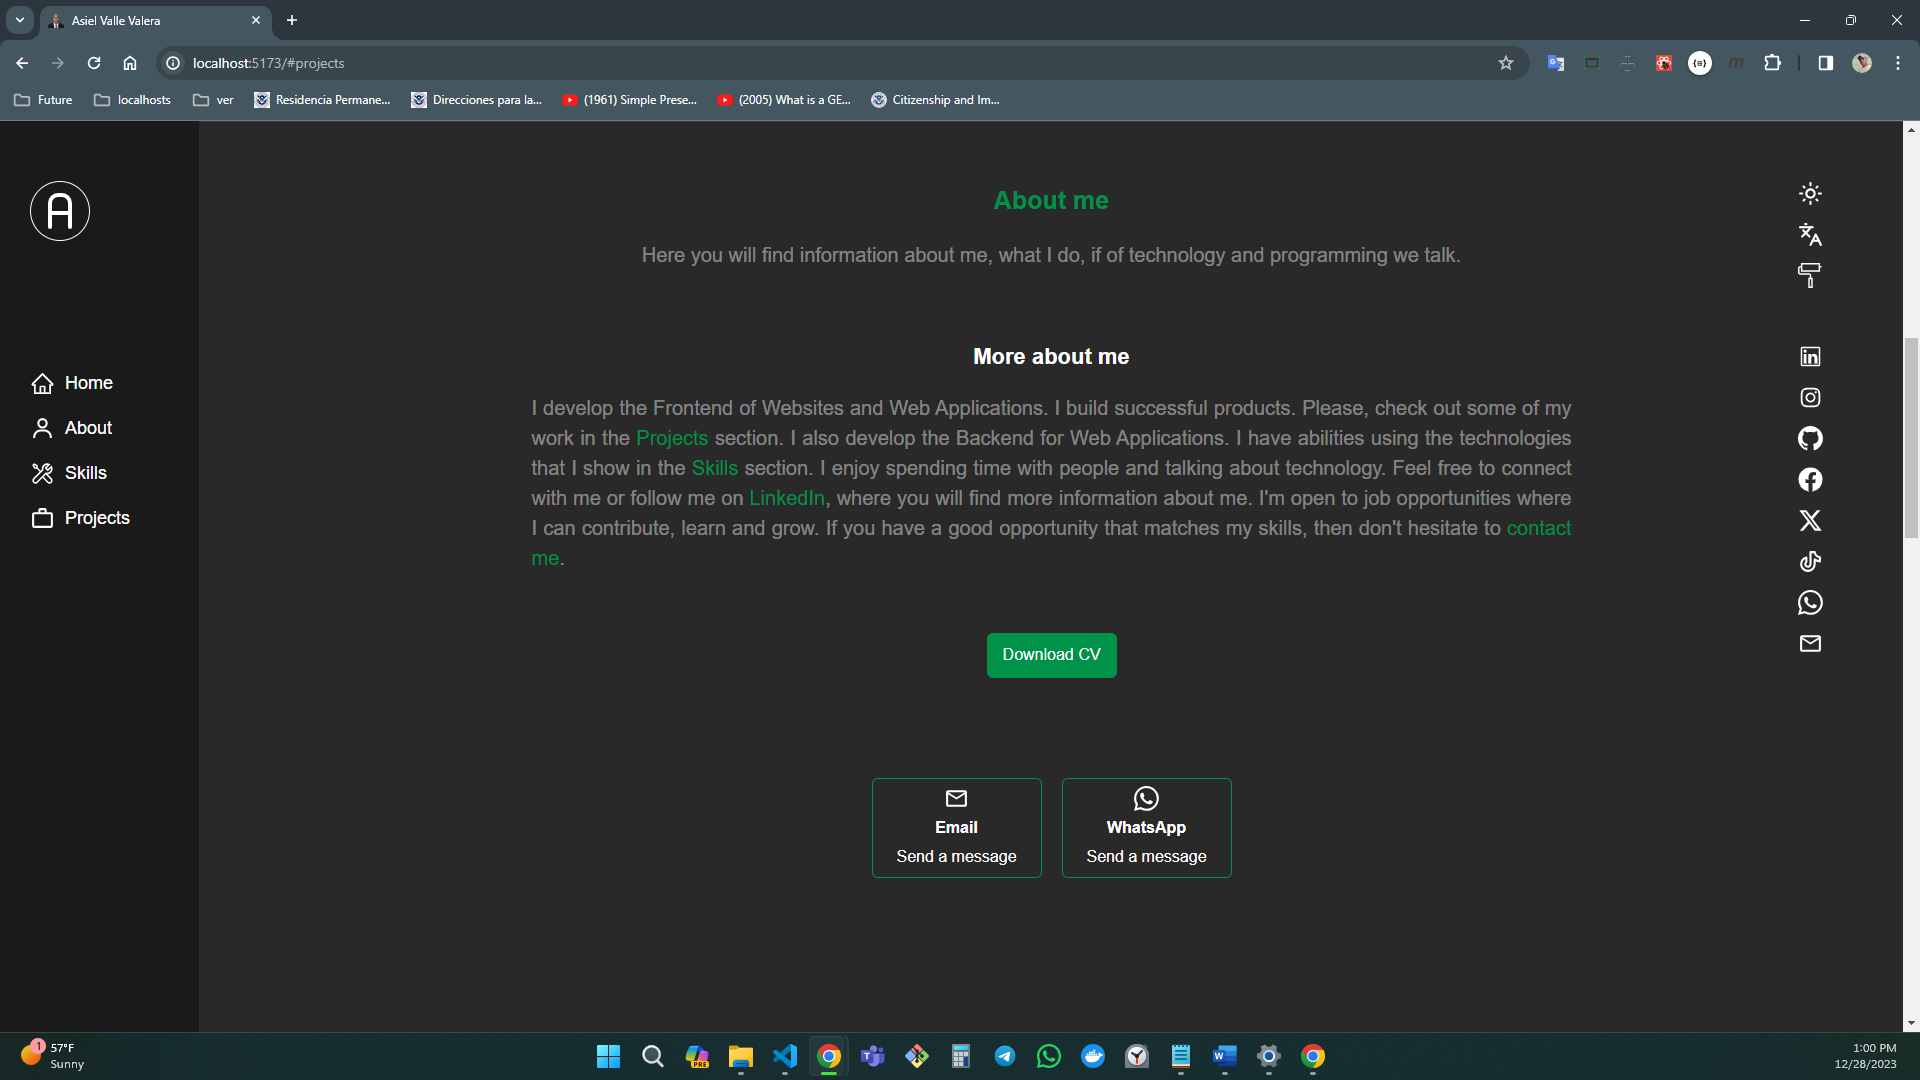 Asiel Valle Valera
localhost:5173/#projects
Future
localhosts
ver
Residencia Permane...
Direcciones para la...
(1961) Simple Prese...
(2005) What is a GE...
Citizenship and Im...
A
Home
About
Skills
Projects
About me
Here you will find information about me, what I do, if of technology and programming we talk.
More about me
I develop the Frontend of Websites and Web Applications. I build successful products. Please, check out some of my
work in the Projects section. I also develop the Backend for Web Applications. I have abilities using the technologies
that I show in the Skills section. I enjoy spending time with people and talking about technology. Feel free to connect
with me or follow me on LinkedIn, where you will find more information about me. I'm open to job opportunities where
I can contribute, learn and grow. If you have a good opportunity that matches my skills, then don't hesitate to contact
me.
Download CV
Email
Send a message
WhatsApp
Send a message
1
57°F
Sunny
PRE
1:00 PM
12/28/2023